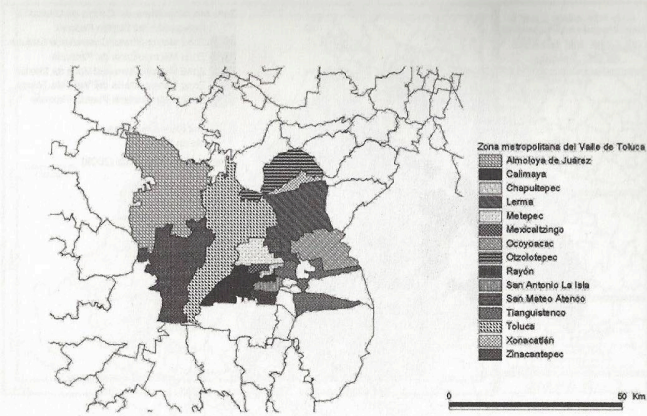 Zona metropolitana del Valle de Toluca
Almoloya de Juárez
Calimaya
Chapultepec
Lerma
Metepec
Mexicaltzingo
Ocoyoacac
Otzolotepec
Rayón
San Antonio La Isla
San Mateo Atenco
Tianguistenco
Toluca
Xonacatlán
Zinacantepec
0 50 Km